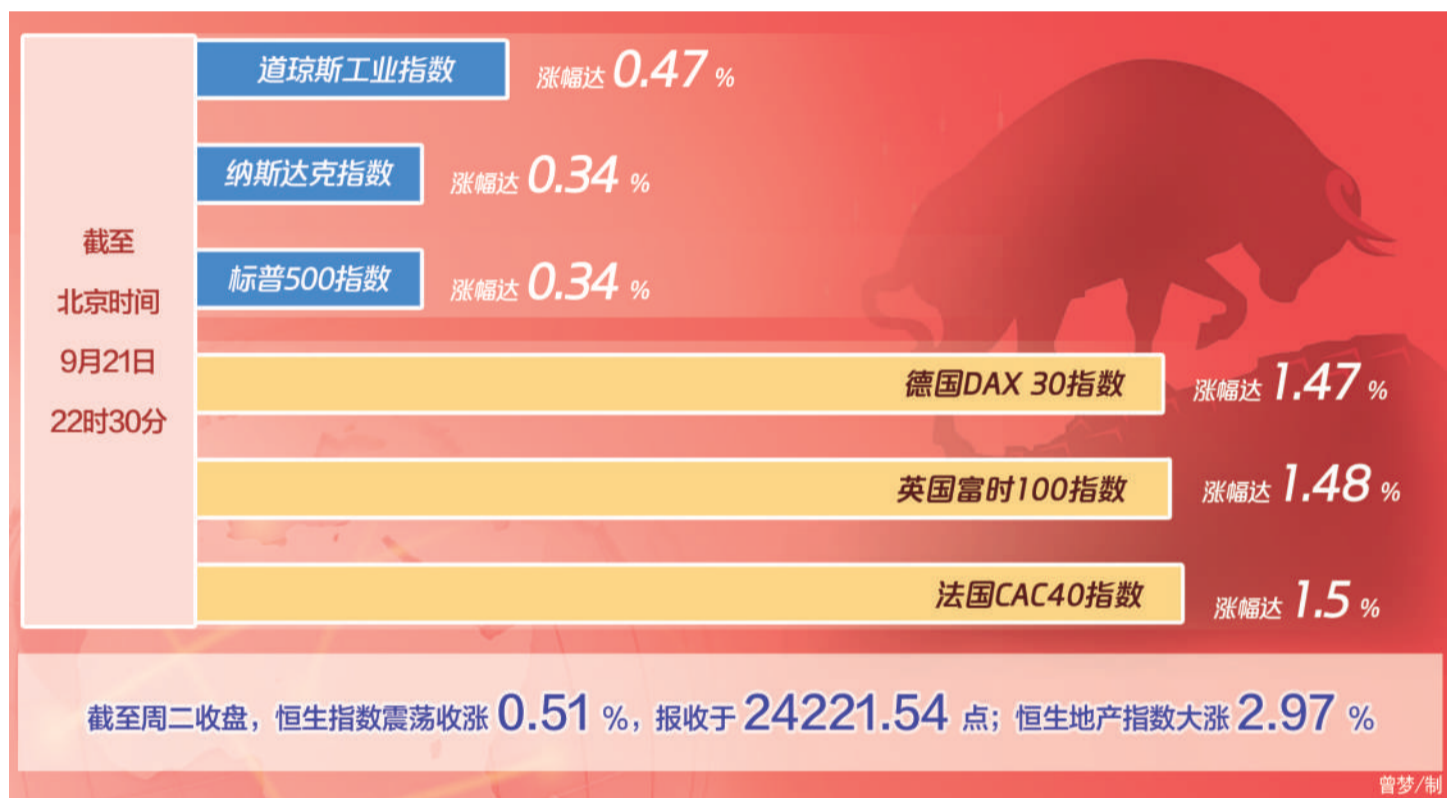 截至
北京时间
9月21日
22时30分
道琼斯工业指数 涨幅达 0.47 %
纳斯达克指数 涨幅达 0.34 %
标普500指数 涨幅达 0.34 %
德国DAX 30指数 涨幅达 1.47 %
英国富时100指数 涨幅达 1.48 %
法国CAC40指数 涨幅达 1.5 %
截至周二收盘，恒生指数震荡收涨 0.51 %，报收于 24221.54 点；恒生地产指数大涨 2.97 %
曾梦/制